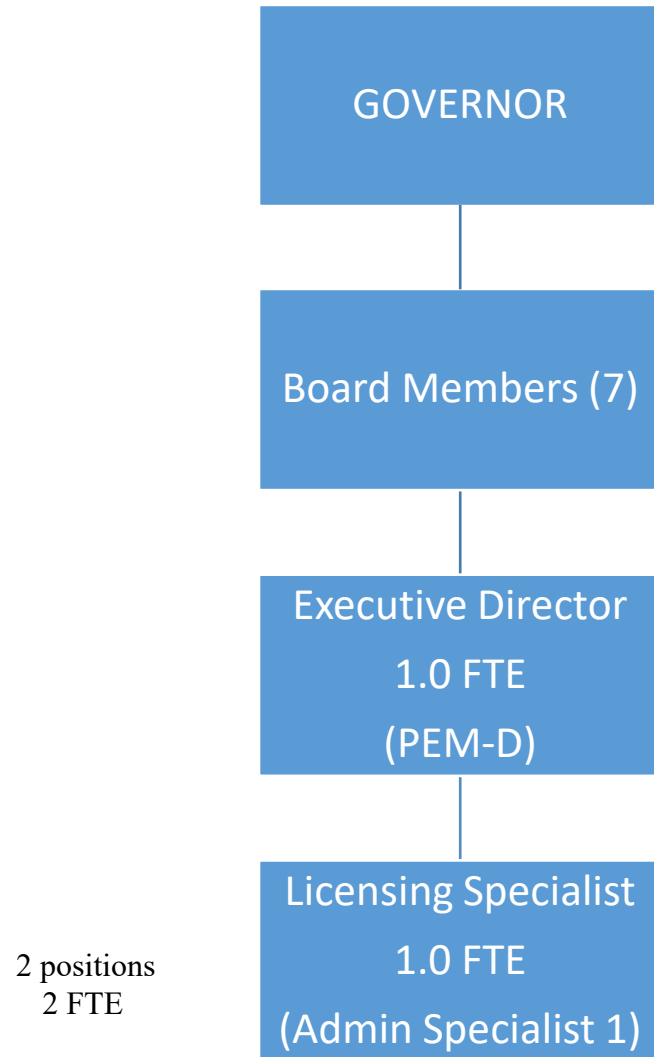 GOVERNOR
Board Members (7)
Executive Director
1.0 FTE
(PEM-D)
Licensing Specialist
1.0 FTE
(Admin Specialist 1)
2 positions
2 FTE